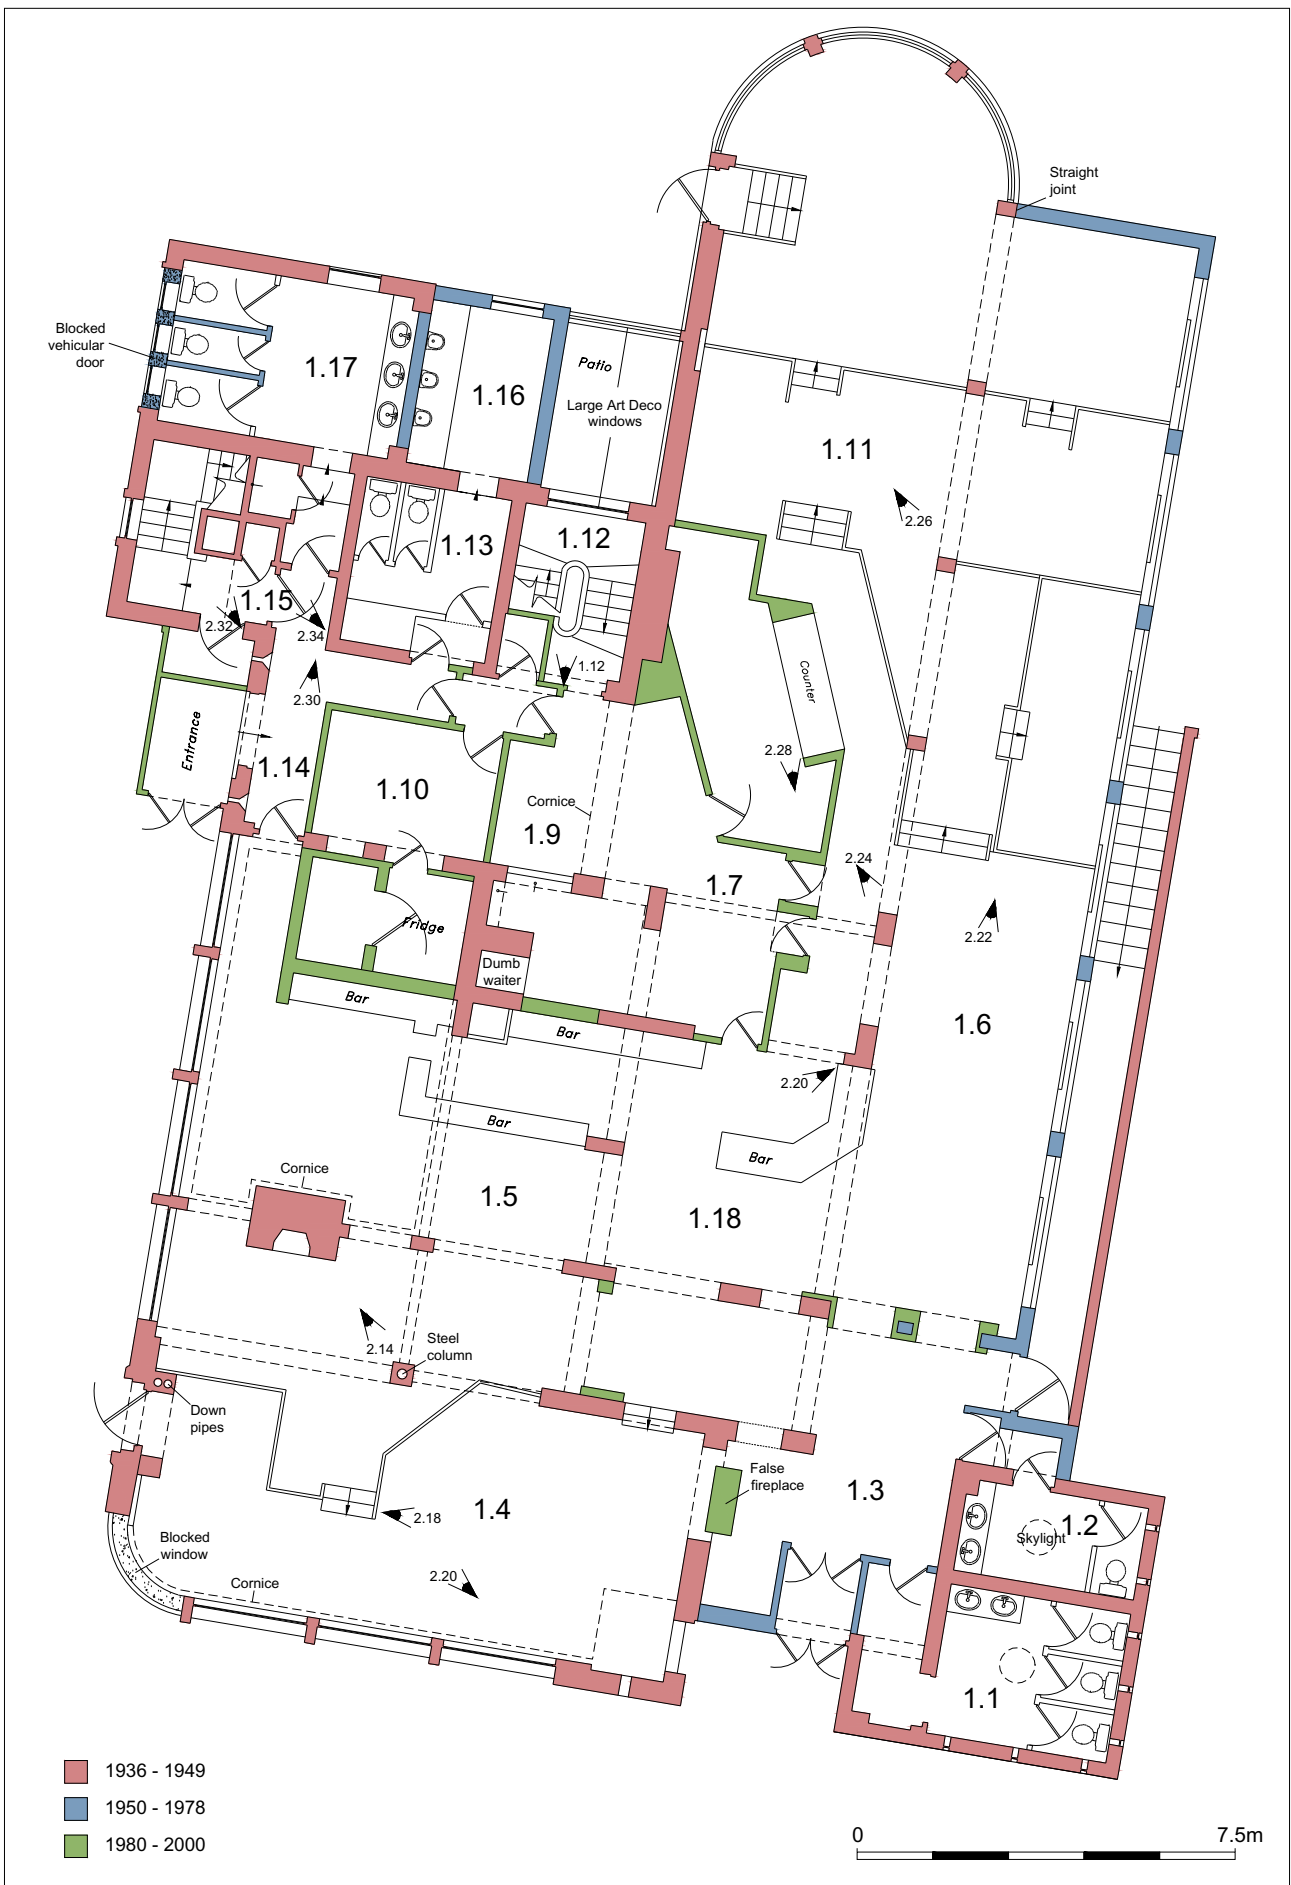 Straight
joint
Blocked
vehicular
door
1.17
1.16
Patio
Large Art Deco
windows
1.11
2.26
1.13
1.12
1.15
2.32
2.34
1.12
2.30
Counter
Entrance
1.14
2.28
1.10
Cornice
1.9
2.24
1.7
Fridge
2.22
Dumb
waiter
Bar
Bar
1.6
2.20
Bar
Bar
Cornice
1.5
1.18
2.14
Steel
column
Down
pipes
False
fireplace
1.3
1.4
2.18
1.2
Skylight
Blocked
window
Cornice
2.20
1.1
1936 - 1949
1950 - 1978
1980 - 2000
0 7.5m